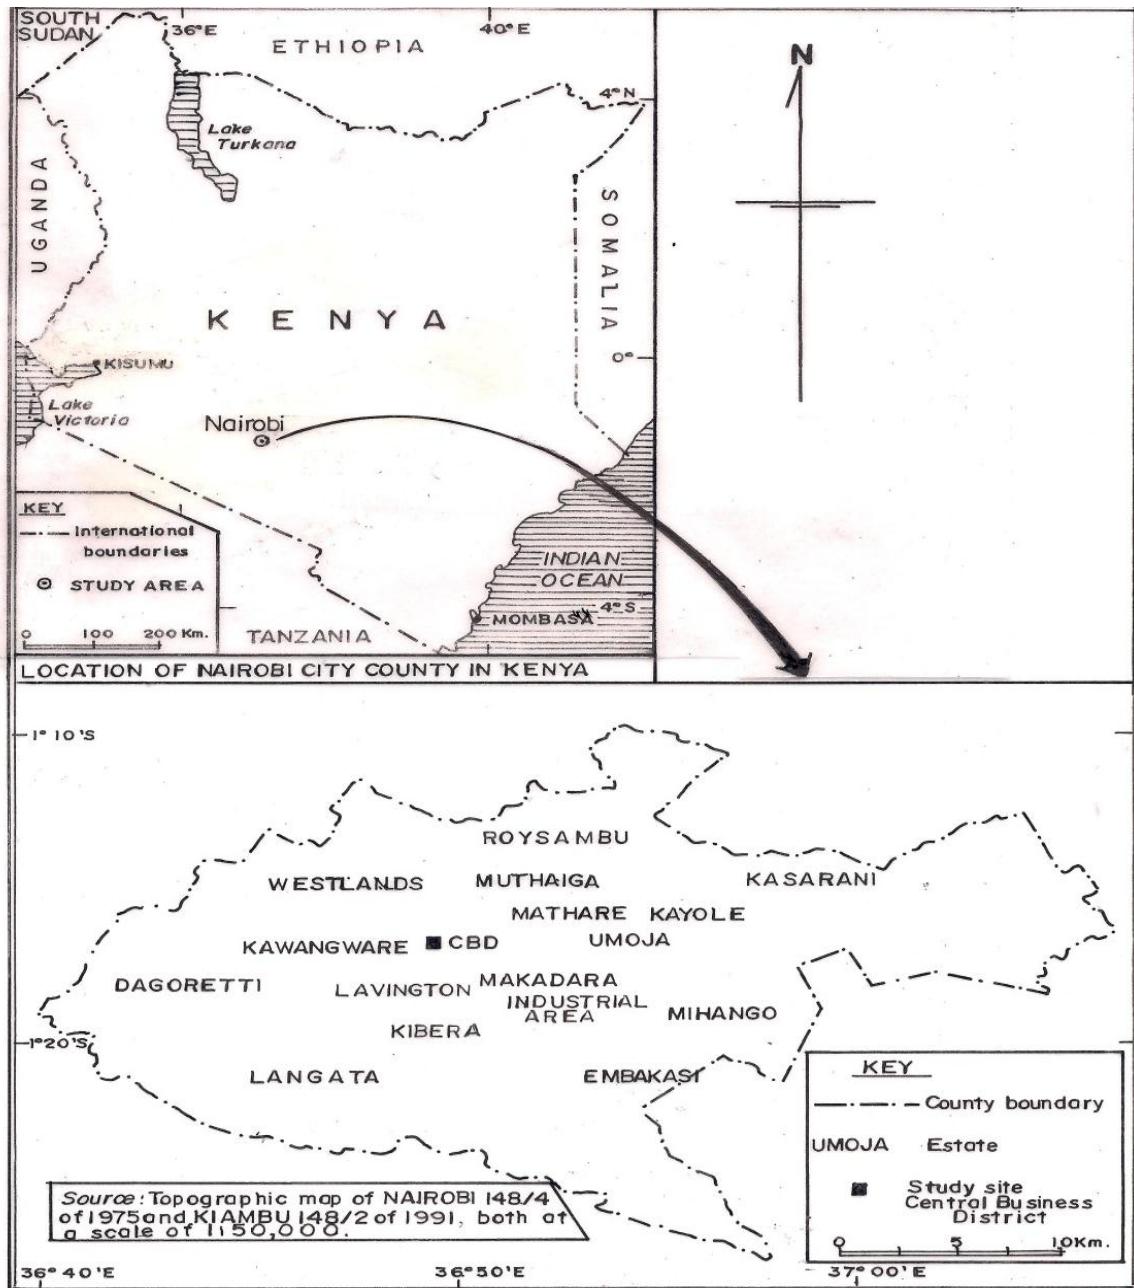 SOUTH
SUDAN
36°E
40°E
ETHIOPIA
N
4°N
Lake
Turkana
UGANDA
SOMALIA
KENYA
0°
KISUMU
Lake
Victoria
Nairobi
KEY
International
boundaries
STUDY AREA
0 100 200 Km.
INDIAN
OCEAN
4°S
MOMBASA
TANZANIA
LOCATION OF NAIROBI CITY COUNTY IN KENYA
1° 10'S
ROYSAMBU
WESTLANDS MUTHAIGA KASARANI
MATHARE KAYOLE
KAWANGWARE CBD UMOJA
DAGORETTI LAVINGTON MAKADARA
INDUSTRIAL
AREA
MIHANGO
KIBERA
1°20'S
LANGATA EMBAKASI
KEY
County boundary
UMOJA Estate
Study site
Central Business
District
0 5 10Km.
Source: Topographic map of NAIROBI 148/4
of 1975 and KIAMBU 148/2 of 1991, both at
a scale of 1:50,000.
36°40'E 36°50'E 37°00'E